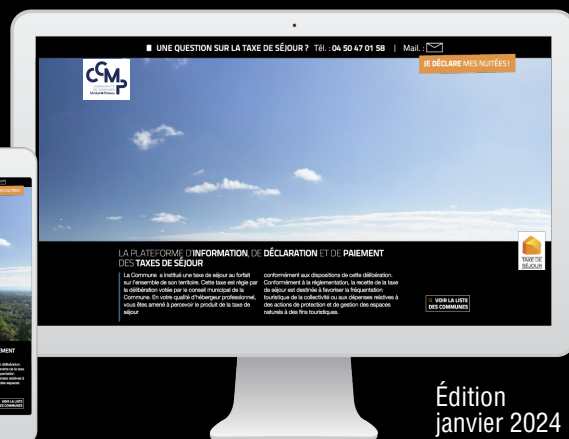 UNE QUESTION SUR LA TAXE DE SÉJOUR ? Tél. : 04 50 47 01 58 | Mail. :
JE DÉCLARE MES NUITÉES !
CCMP
LA PLATEFORME D'INFORMATION, DE DÉCLARATION ET DE PAIEMENT
DES TAXES DE SÉJOUR
La Commune a institué une taxe de séjour au forfait
sur l'ensemble de son territoire. Cette taxe est régie par
la délibération votée par le conseil municipal de la
Commune. En votre qualité d'hébergeur professionnel,
vous êtes amené à percevoir le produit de la taxe de
séjour
conformément aux dispositions de cette délibération.
Conformément à la réglementation, la recette de la taxe
de séjour est destinée à favoriser la fréquentation
touristique de la collectivité ou aux dépenses relatives à
des actions de protection et de gestion des espaces
naturels à des fins touristiques.
TAXE DE
SÉJOUR
VOIR LA LISTE
DES COMMUNES
VOIR LA LISTE
DES COMMUNES
Édition
janvier 2024